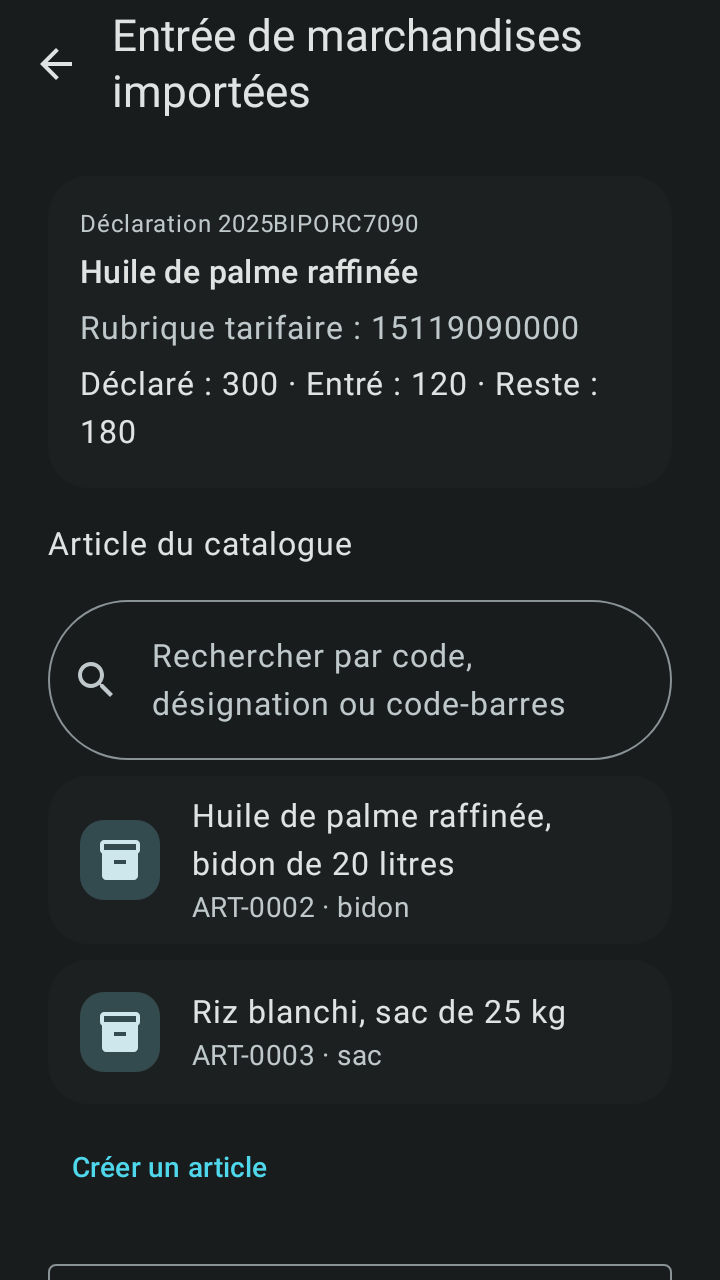 Entrée de marchandises
importées
Déclaration 2025BIPORC7090
Huile de palme raffinée
Rubrique tarifaire : 15119090000
Déclaré : 300 · Entré : 120 · Reste :
180
Article du catalogue
Rechercher par code,
désignation ou code-barres
Huile de palme raffinée,
bidon de 20 litres
ART-0002 · bidon
Riz blanchi, sac de 25 kg
ART-0003 · sac
Créer un article